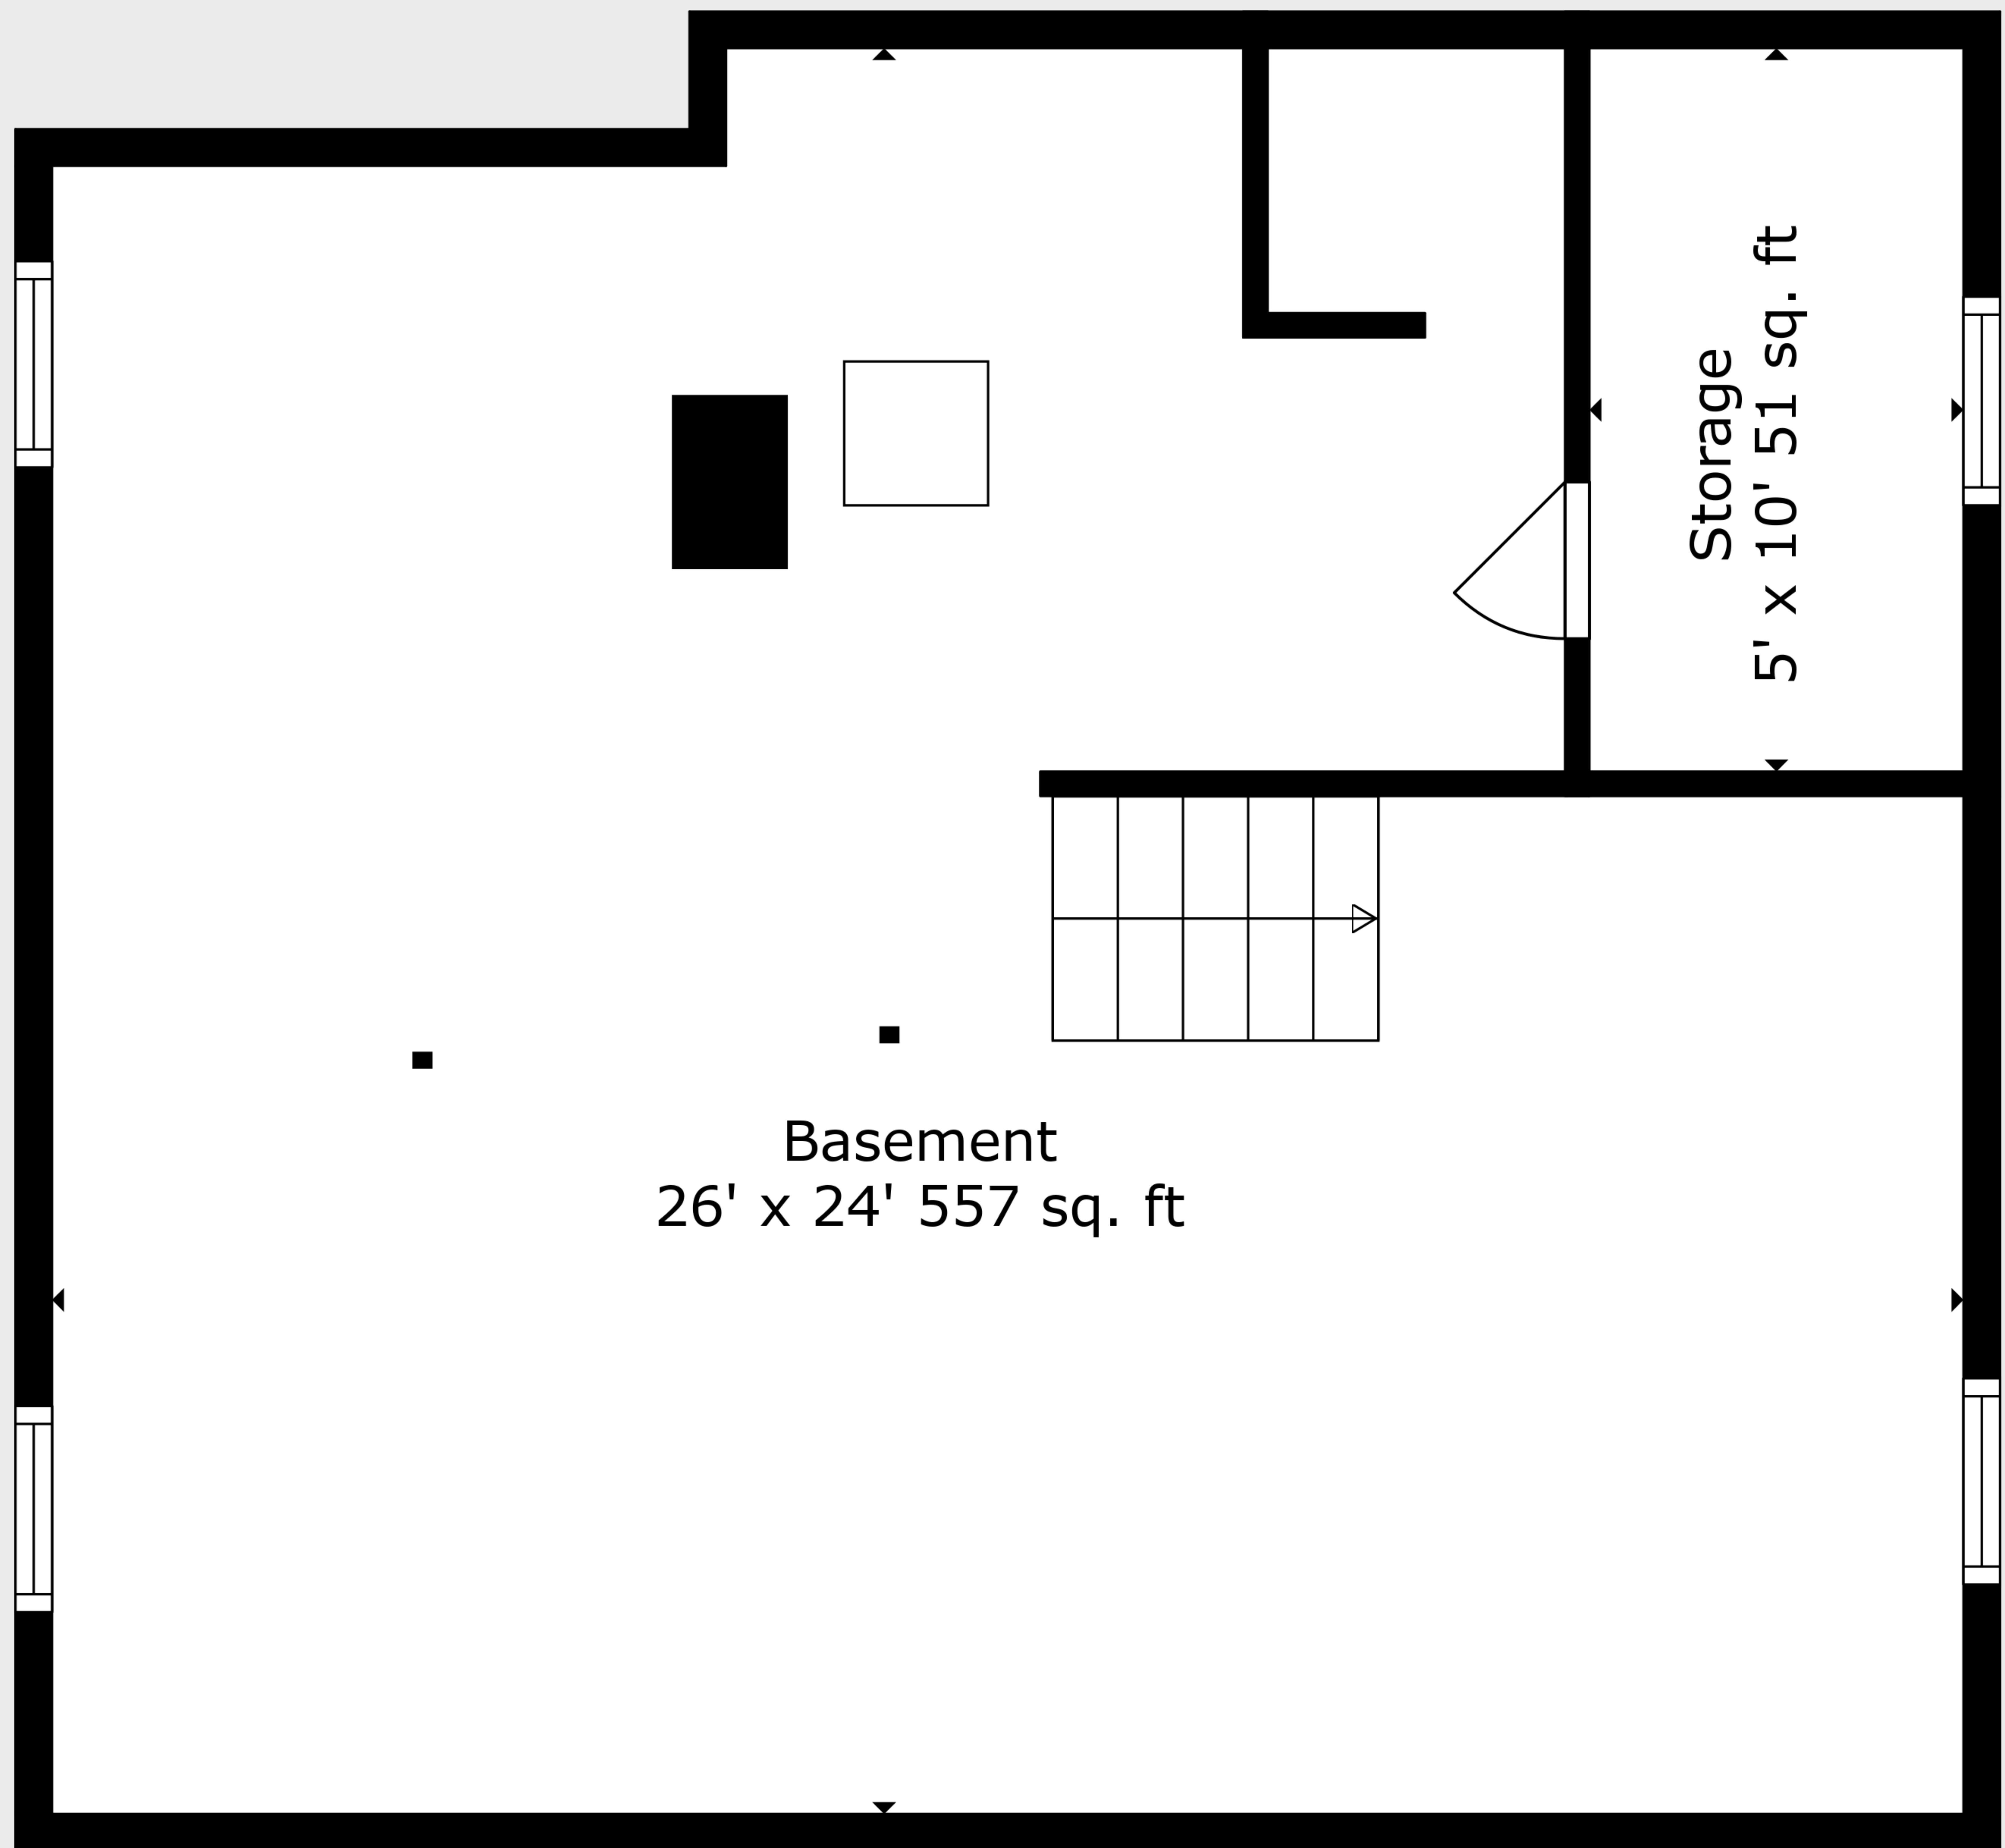 Storage
5' x 10' 51 sq. ft
Basement
26' x 24' 557 sq. ft